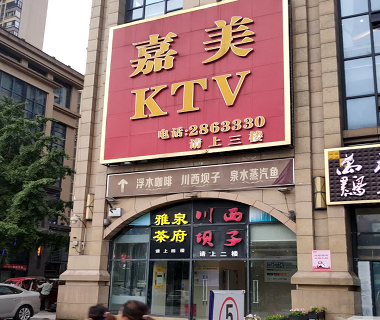 嘉美
KTV
电话:2863330
请上三楼
↑ 浮木咖啡 川西坝子 泉水蒸汽鱼
雅泉
茶府
请上四楼
川西
坝子
请上二楼
5